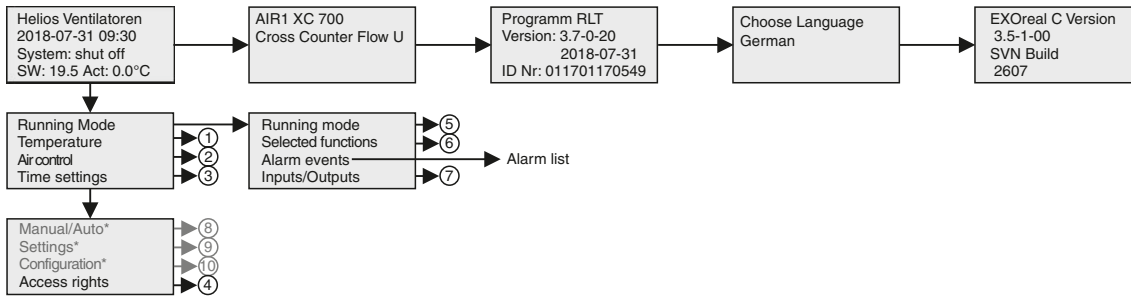 Helios Ventilatoren
2018-07-31 09:30
System: shut off
SW: 19.5 Act: 0.0°C
AIR1 XC 700
Cross Counter Flow U
Programm RLT
Version: 3.7-0-20
2018-07-31
ID Nr: 011701170549
Choose Language
German
EXOreal C Version
3.5-1-00
SVN Build
2607
Running Mode
Temperature 1
Air control 2
Time settings 3
Running mode 5
Selected functions 6
Alarm events Alarm list
Inputs/Outputs 7
Manual/Auto* 8
Settings* 9
Configuration* 10
Access rights 4